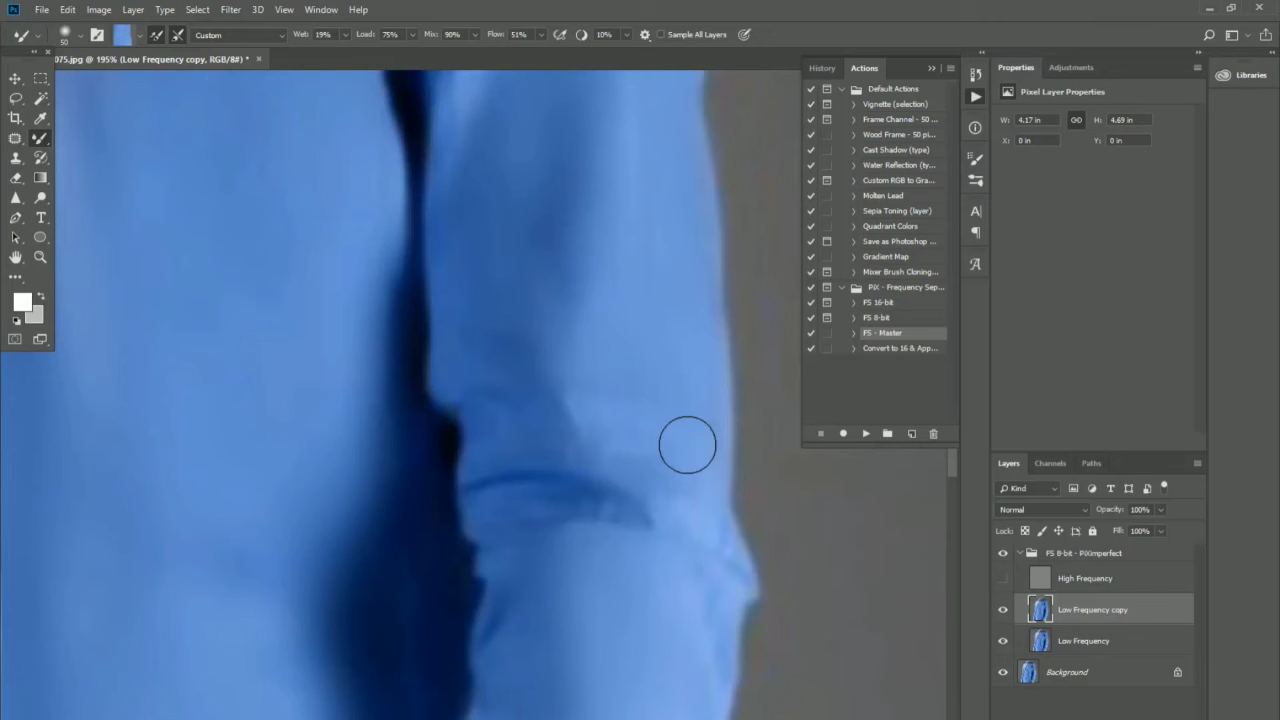 Ps File Edit Image Layer Type Select Filter 3D View Window Help
50 Custom Wet: 19% Load: 75% Mix: 90% Flow: 51% 10% Sample All Layers
075.jpg @ 195% (Low Frequency copy, RGB/8#) * ×
History Actions
Default Actions
Vignette (selection)
Frame Channel - 50 ...
Wood Frame - 50 pi...
Cast Shadow (type)
Water Reflection (ty...
Custom RGB to Gra...
Molten Lead
Sepia Toning (layer)
Quadrant Colors
Save as Photoshop ...
Gradient Map
Mixer Brush Cloning...
PiX - Frequency Sep...
FS 16-bit
FS 8-bit
FS - Master
Convert to 16 & App...
Properties Adjustments
Pixel Layer Properties
W: 4.17 in H: 4.69 in
X: 0 in Y: 0 in
Libraries
Layers Channels Paths
Kind
Normal Opacity: 100%
Lock: Fill: 100%
FS 8-bit - PiXimperfect
High Frequency
Low Frequency copy
Low Frequency
Background